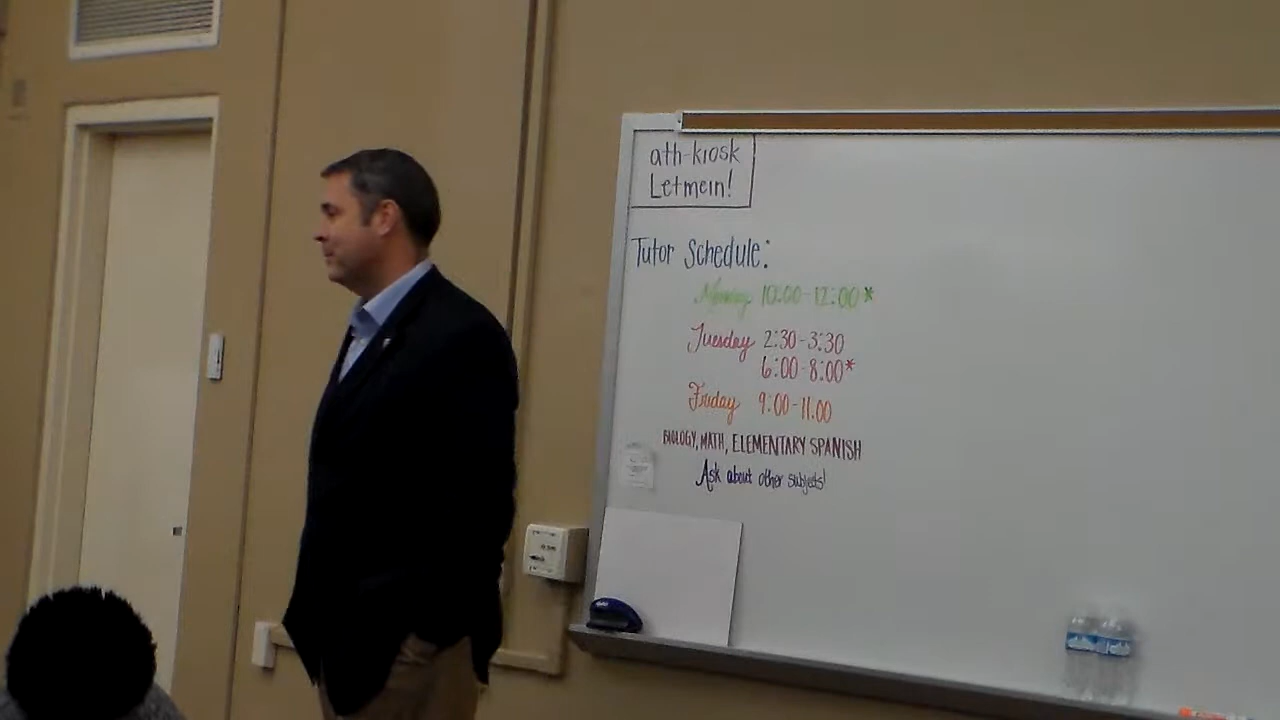 ath-kiosk
Letmein!
Tutor Schedule:
Monday 10:00-12:00*
Tuesday 2:30-3:30
6:00-8:00*
Friday 9:00-11:00
BIOLOGY, MATH, ELEMENTARY SPANISH
Ask about other subjects!